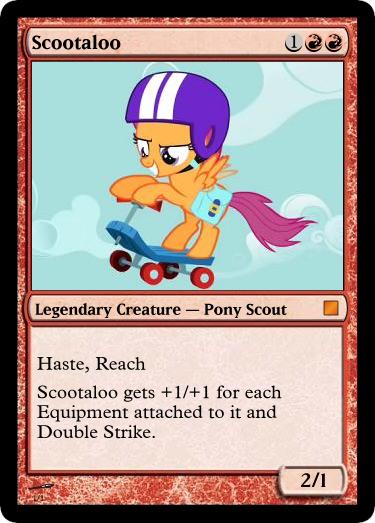 Scootaloo 1
Legendary Creature — Pony Scout
Haste, Reach
Scootaloo gets +1/+1 for each
Equipment attached to it and
Double Strike.
2/1